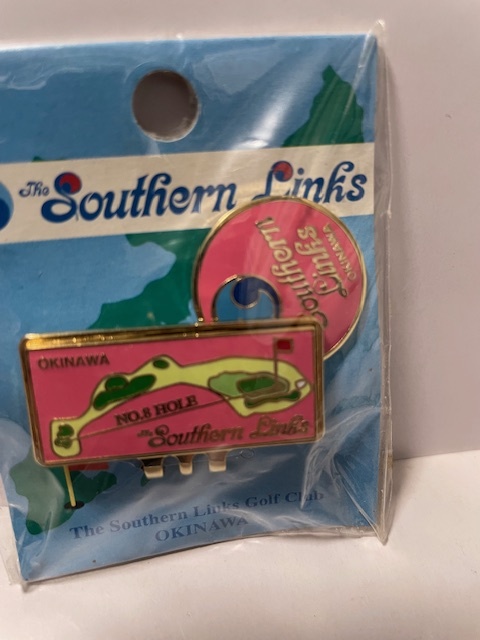 The Southern Links
Southern
Links
OKINAWA
OKINAWA
NO.8 HOLE
The Southern Links
The Southern Links Golf Club
OKINAWA